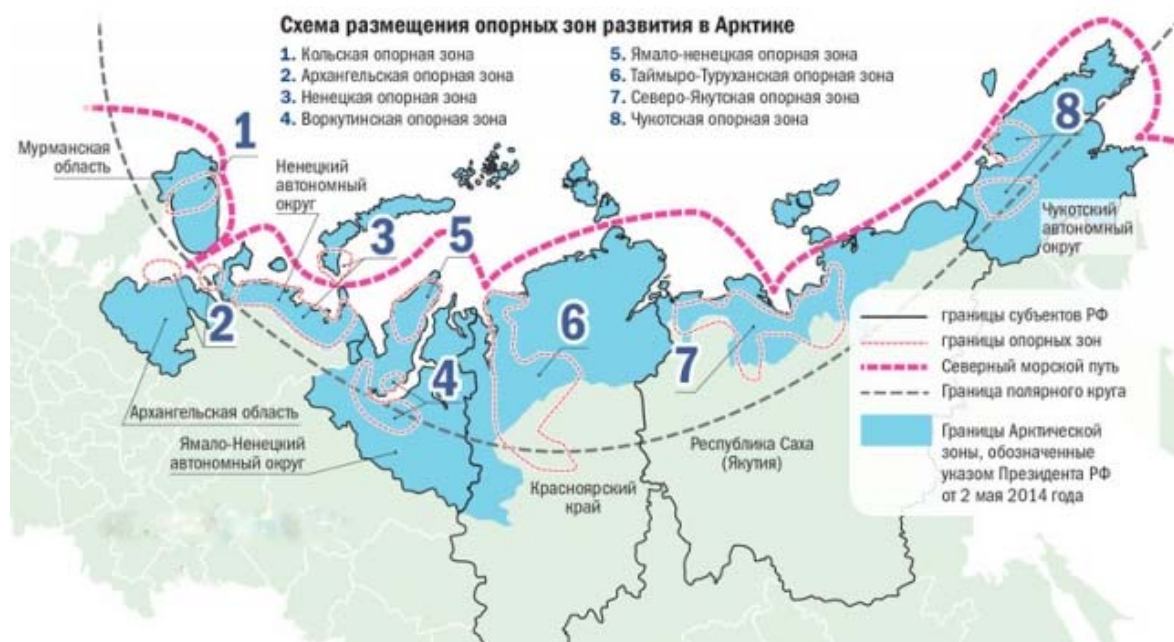 Схема размещения опорных зон развития в Арктике
1. Кольская опорная зона
2. Архангельская опорная зона
3. Ненецкая опорная зона
4. Воркутинская опорная зона
5. Ямало-ненецкая опорная зона
6. Таймыро-Туруханская опорная зона
7. Северо-Якутская опорная зона
8. Чукотская опорная зона
1
Мурманская
область
Ненецкий
автономный
округ
3
5
8
Чукотский
автономный
округ
2
6
4
7
Архангельская область
Ямало-Ненецкий
автономный округ
Красноярский
край
Республика Саха
(Якутия)
границы субъектов РФ
границы опорных зон
Северный морской путь
Граница полярного круга
Границы Арктической
зоны, обозначенные
указом Президента РФ
от 2 мая 2014 года